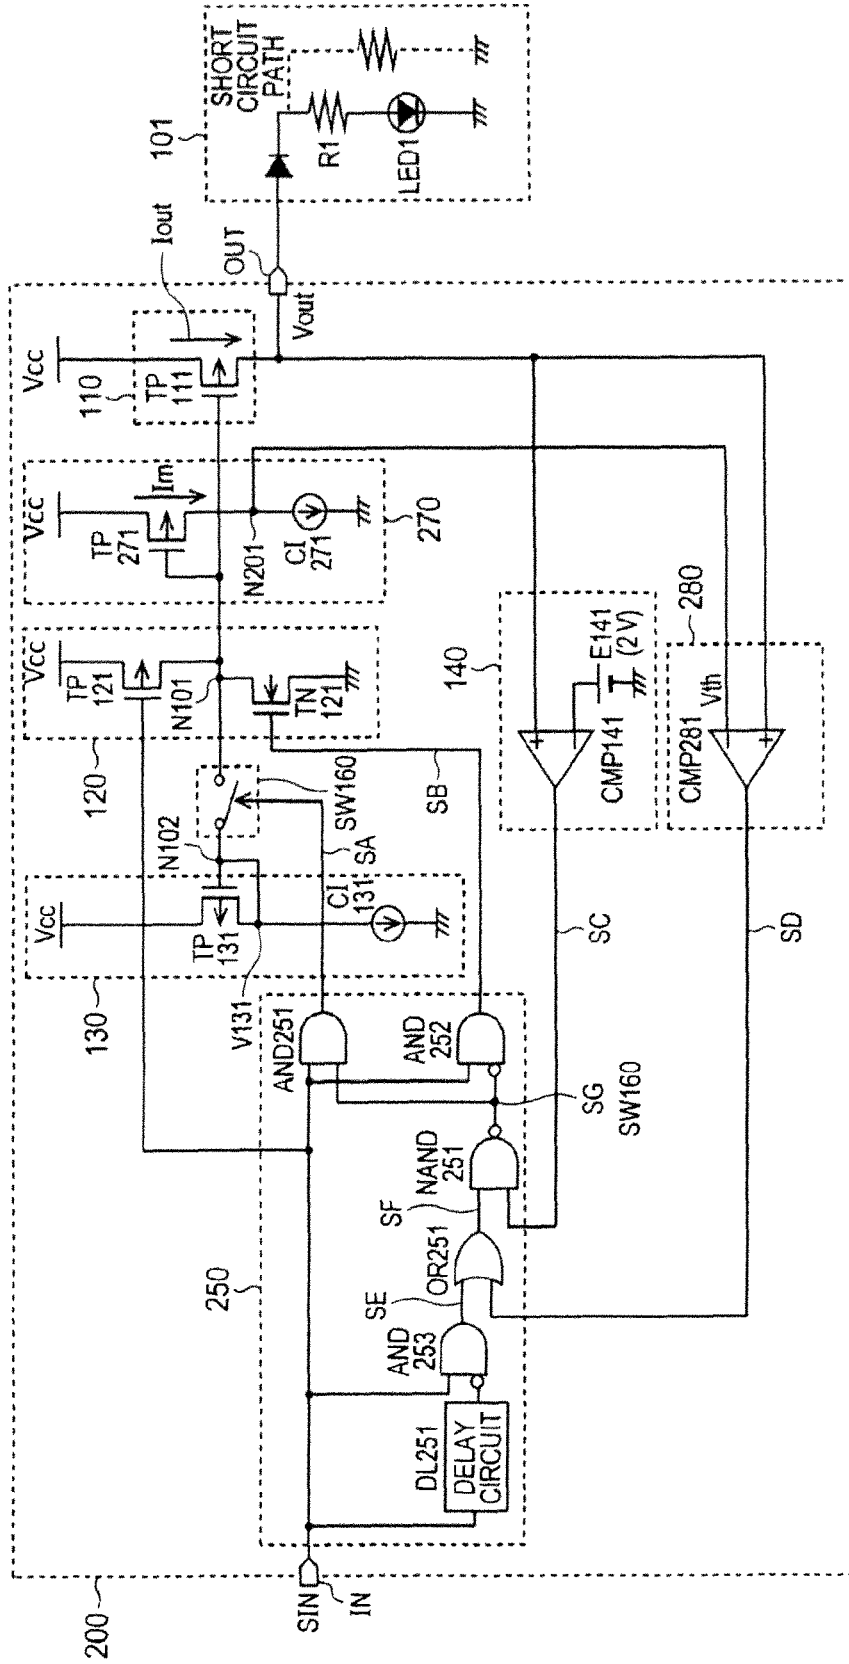 200
SIN
IN
250
DL251
DELAY
CIRCUIT
AND
253
SE
OR251
SF
NAND
251
SG
SW160
AND251
AND
252
130
Vcc
TP
131
V131
CI
131
N102
SA
SW160
SB
120
Vcc
TP
121
N101
TN
121
270
Vcc
TP
271
Im
N201
CI
271
110
Vcc
TP
111
Iout
Vout
OUT
101
SHORT
CIRCUIT
PATH
R1
LED1
140
E141
(2V)
CMP141
+
SC
280
Vth
CMP281
+
SD